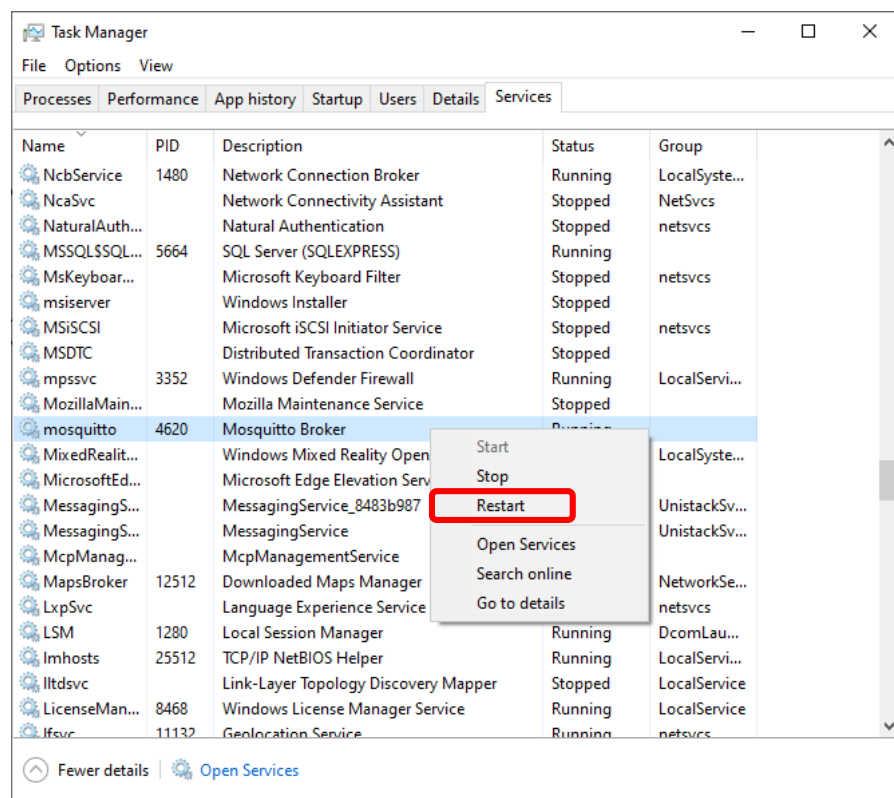 Task Manager
File Options View
Processes Performance App history Startup Users Details Services
Name PID Description Status Group
NcbService 1480 Network Connection Broker Running LocalSyste...
NcaSvc Network Connectivity Assistant Stopped NetSvcs
NaturalAuth... Natural Authentication Stopped netsvcs
MSSQL$SQL... 5664 SQL Server (SQLEXPRESS) Running
MsKeyboar... Microsoft Keyboard Filter Stopped netsvcs
msiserver Windows Installer Stopped
MSiSCSI Microsoft iSCSI Initiator Service Stopped netsvcs
MSDTC Distributed Transaction Coordinator Stopped
mpssvc 3352 Windows Defender Firewall Running LocalServi...
MozillaMain... Mozilla Maintenance Service Stopped
mosquitto 4620 Mosquitto Broker Running
Start
MixedRealit... Windows Mixed Reality Open LocalSyste...
Stop
MicrosoftEd... Microsoft Edge Elevation Serv
MessagingS... MessagingService_8483b987 Restart UnistackSv...
MessagingS... MessagingService UnistackSv...
Open Services
McpManag... McpManagementService
Search online
MapsBroker 12512 Downloaded Maps Manager NetworkSe...
Go to details
LxpSvc Language Experience Service netsvcs
LSM 1280 Local Session Manager Running DcomLau...
lmhosts 25512 TCP/IP NetBIOS Helper Running LocalServi...
lltdsvc Link-Layer Topology Discovery Mapper Stopped LocalService
LicenseMan... 8468 Windows License Manager Service Running LocalService
lfsvc 11132 Geolocation Service Running netsvcs
Fewer details Open Services